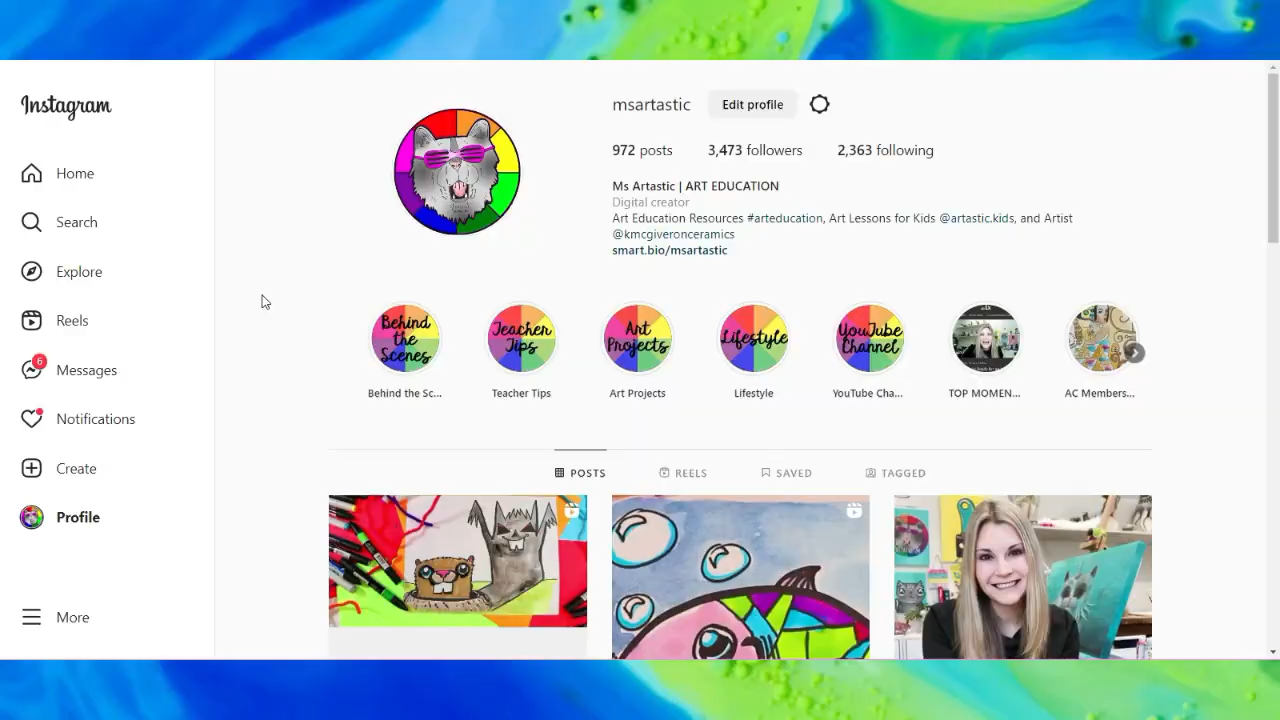 Instagram
Home
Search
Explore
Reels
6
Messages
Notifications
Create
Profile
More
msartastic
Edit profile
972 posts 3,473 followers 2,363 following
Ms Artastic | ART EDUCATION
Digital creator
Art Education Resources #arteducation, Art Lessons for Kids @artastic.kids, and Artist
@kmcgiveronceramics
smart.bio/msartastic
Behind
the
Scenes
Teacher
Tips
Art
Projects
Lifestyle
YouTube
Channel
Behind the Sc...
Teacher Tips
Art Projects
Lifestyle
YouTube Cha...
TOP MOMEN...
AC Members...
POSTS
REELS
SAVED
TAGGED